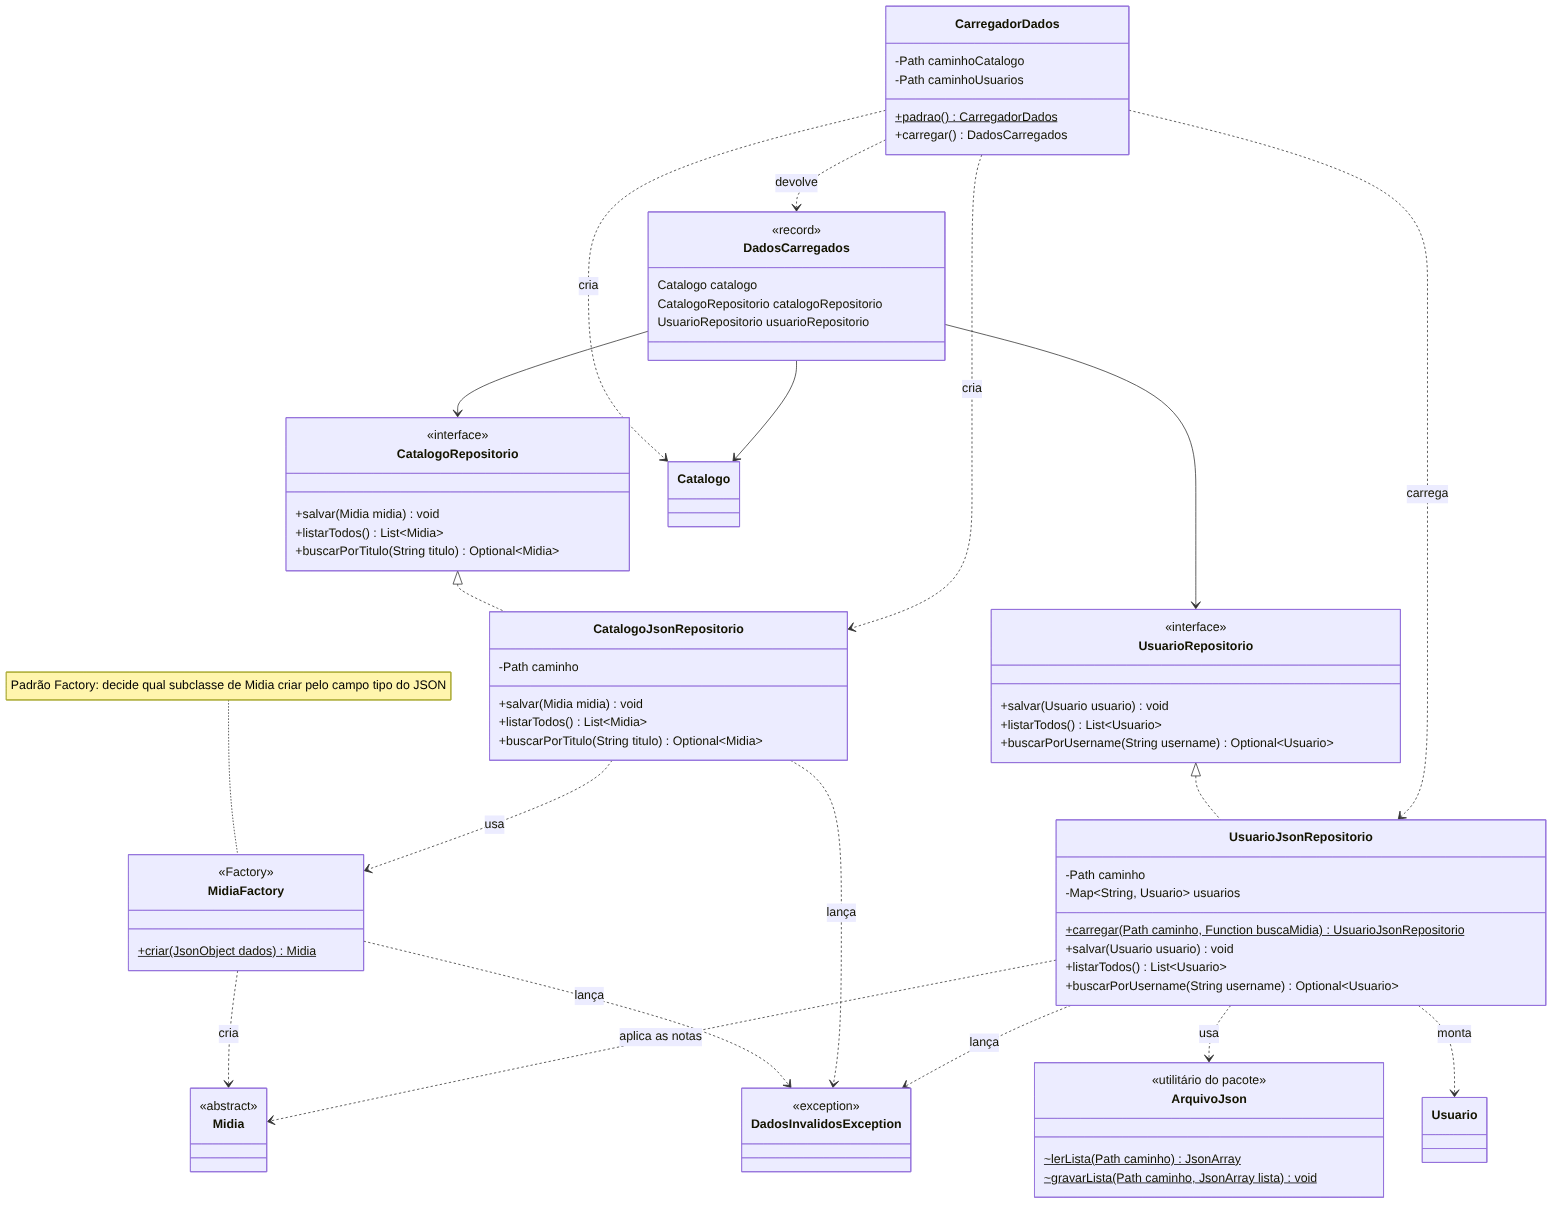 CarregadorDados
-Path caminhoCatalogo
-Path caminhoUsuarios
+padrao() : CarregadorDados
+carregar() : DadosCarregados
devolve
«record»
DadosCarregados
Catalogo catalogo
CatalogoRepositorio catalogoRepositorio
UsuarioRepositorio usuarioRepositorio
cria
cria
carrega
«interface»
CatalogoRepositorio
+salvar(Midia midia) : void
+listarTodos() : List<Midia>
+buscarPorTitulo(String titulo) : Optional<Midia>
Catalogo
CatalogoJsonRepositorio
-Path caminho
+salvar(Midia midia) : void
+listarTodos() : List<Midia>
+buscarPorTitulo(String titulo) : Optional<Midia>
«interface»
UsuarioRepositorio
+salvar(Usuario usuario) : void
+listarTodos() : List<Usuario>
+buscarPorUsername(String username) : Optional<Usuario>
Padrão Factory: decide qual subclasse de Midia criar pelo campo tipo do JSON
usa
lança
«Factory»
MidiaFactory
+criar(JsonObject dados) : Midia
UsuarioJsonRepositorio
-Path caminho
-Map<String, Usuario> usuarios
+carregar(Path caminho, Function buscaMidia) : UsuarioJsonRepositorio
+salvar(Usuario usuario) : void
+listarTodos() : List<Usuario>
+buscarPorUsername(String username) : Optional<Usuario>
cria
lança
aplica as notas
lança
usa
monta
«abstract»
Midia
«exception»
DadosInvalidosException
«utilitário do pacote»
ArquivoJson
~lerLista(Path caminho) : JsonArray
~gravarLista(Path caminho, JsonArray lista) : void
Usuario